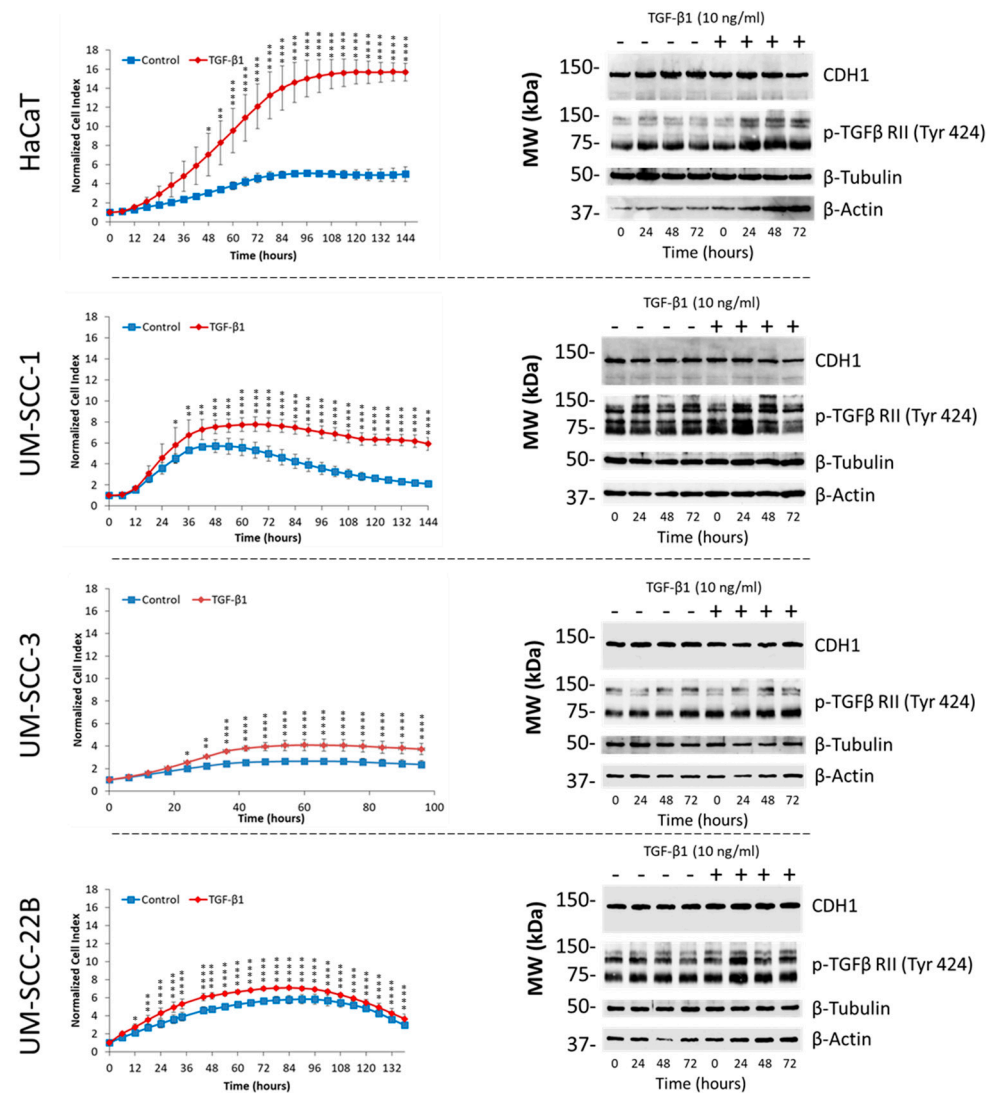 HaCaT
Normalized Cell Index
18
16
14
12
10
8
6
4
2
0
Control TGF-β1
* ** **** **** **** **** **** **** **** **** **** **** **** **** **** **** ****
0 12 24 36 48 60 72 84 96 108 120 132 144
Time (hours)
TGF-β1 (10 ng/ml)
- - - - + + + +
MW (kDa)
150- CDH1
150-
75- p-TGFβ RII (Tyr 424)
50- β-Tubulin
37- β-Actin
0 24 48 72 0 24 48 72
Time (hours)
UM-SCC-1
Normalized Cell Index
18
16
14
12
10
8
6
4
2
0
Control TGF-β1
0 12 24 36 48 60 72 84 96 108 120 132 144
Time (hours)
TGF-β1 (10 ng/ml)
- - - - + + + +
MW (kDa)
150- CDH1
150-
75- p-TGFβ RII (Tyr 424)
50- β-Tubulin
37- β-Actin
0 24 48 72 0 24 48 72
Time (hours)
UM-SCC-3
Normalized Cell Index
18
16
14
12
10
8
6
4
2
0
Control TGF-β1
0 20 40 60 80 100
Time (hours)
TGF-β1 (10 ng/ml)
- - - - + + + +
MW (kDa)
150- CDH1
150-
75- p-TGFβ RII (Tyr 424)
50- β-Tubulin
37- β-Actin
0 24 48 72 0 24 48 72
Time (hours)
UM-SCC-22B
Normalized Cell Index
18
16
14
12
10
8
6
4
2
0
Control TGF-β1
0 12 24 36 48 60 72 84 96 108 120 132
Time (hours)
TGF-β1 (10 ng/ml)
- - - - + + + +
MW (kDa)
150- CDH1
150-
75- p-TGFβ RII (Tyr 424)
50- β-Tubulin
37- β-Actin
0 24 48 72 0 24 48 72
Time (hours)